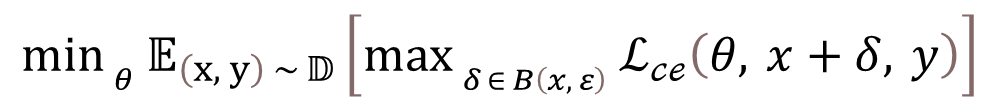 min θ 𝔼(x, y) ~ 𝔻 [max δ ∈ B(x, ε) ℒce(θ, x + δ, y)]